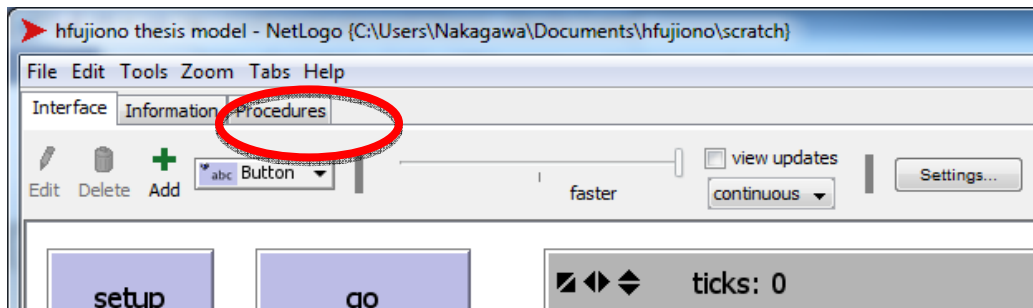 hfujiono thesis model - NetLogo {C:\Users\Nakagawa\Documents\hfujiono\scratch}
File Edit Tools Zoom Tabs Help
Interface Information Procedures
Edit Delete Add abc Button faster view updates continuous Settings...
setup go ticks: 0